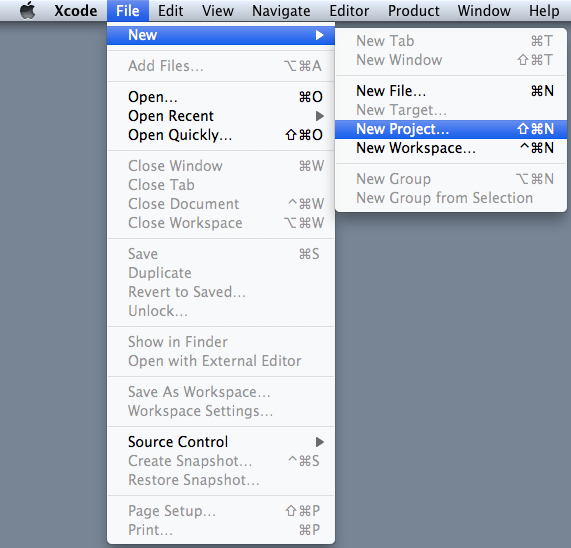 Xcode File Edit View Navigate Editor Product Window Help
New
Add Files... ⌥⌘A
Open... ⌘O
Open Recent
Open Quickly... ⇧⌘O
Close Window ⌘W
Close Tab
Close Document ^⌘W
Close Workspace ⌥⌘W
Save ⌘S
Duplicate
Revert to Saved...
Unlock...
Show in Finder
Open with External Editor
Save As Workspace...
Workspace Settings...
Source Control
Create Snapshot... ^⌘S
Restore Snapshot...
Page Setup... ⇧⌘P
Print... ⌘P
New Tab ⌘T
New Window ⇧⌘T
New File... ⌘N
New Target...
New Project... ⇧⌘N
New Workspace... ^⌘N
New Group ⌥⌘N
New Group from Selection